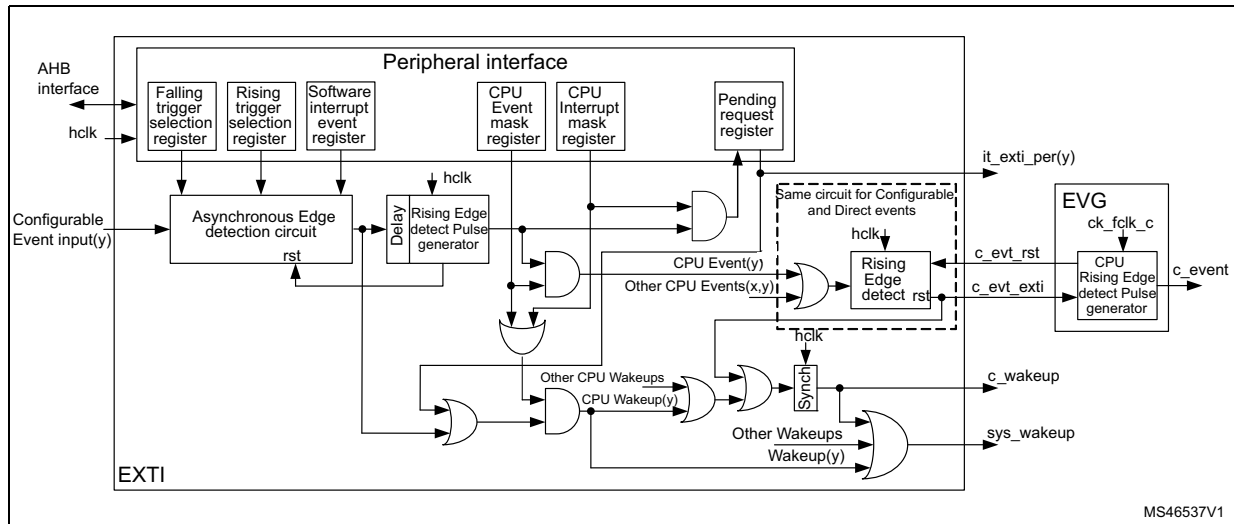 Peripheral interface
AHB
interface
hclk
Falling
trigger
selection
register
Rising
trigger
selection
register
Software
interrupt
event
register
CPU
Event
mask
register
CPU
Interrupt
mask
register
Pending
request
register
it_exti_per(y)
Configurable
Event input(y)
Asynchronous Edge
detection circuit
rst
hclk
Delay
Rising Edge
detect Pulse
generator
Same circuit for Configurable
and Direct events
hclk
CPU Event(y)
Other CPU Events(x,y)
Rising
Edge
detect
rst
c_evt_rst
c_evt_exti
EVG
ck_fclk_c
CPU
Rising Edge
detect Pulse
generator
c_event
hclk
Other CPU Wakeups
CPU Wakeup(y)
Synch
c_wakeup
Other Wakeups
Wakeup(y)
sys_wakeup
EXTI
MS46537V1